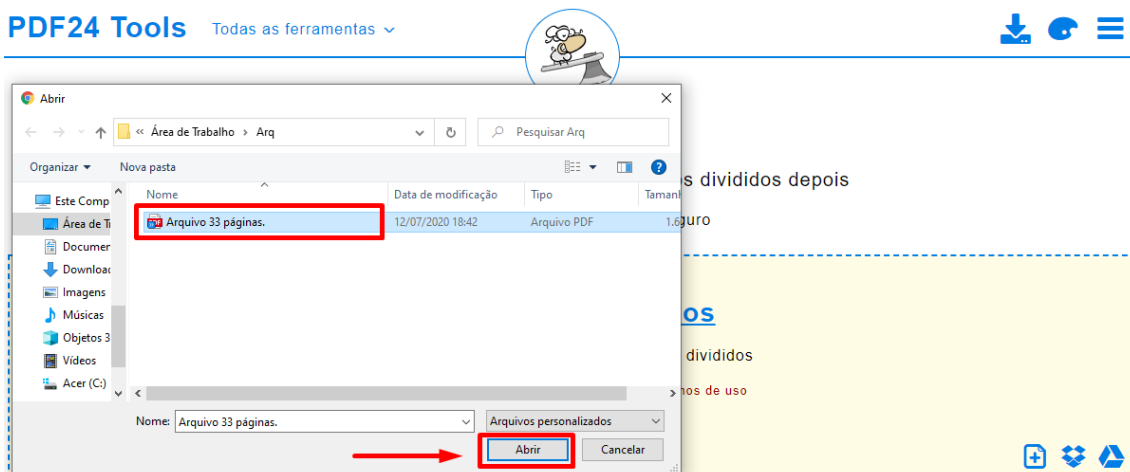 PDF24 Tools Todas as ferramentas
Abrir
« Área de Trabalho > Arq
Pesquisar Arq
Organizar Nova pasta
Nome Data de modificação Tipo Tamanh
Arquivo 33 páginas. 12/07/2020 18:42 Arquivo PDF 1.6
Este Comp
Área de Tr
Documen
Download
Imagens
Músicas
Objetos 3
Vídeos
Acer (C:)
Nome: Arquivo 33 páginas. Arquivos personalizados
Abrir Cancelar
s divididos depois
guro
os
divididos
nos de uso